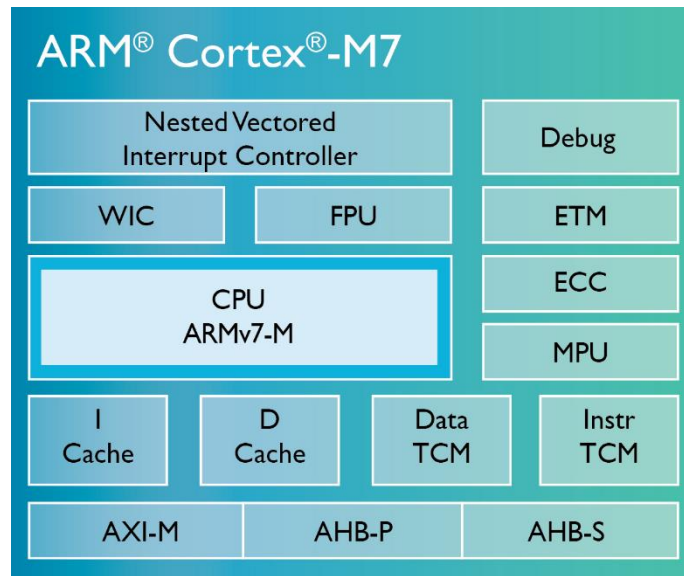 ARM® Cortex®-M7
Nested Vectored
Interrupt Controller
Debug
WIC
FPU
ETM
CPU
ARMv7-M
ECC
MPU
I
Cache
D
Cache
Data
TCM
Instr
TCM
AXI-M
AHB-P
AHB-S